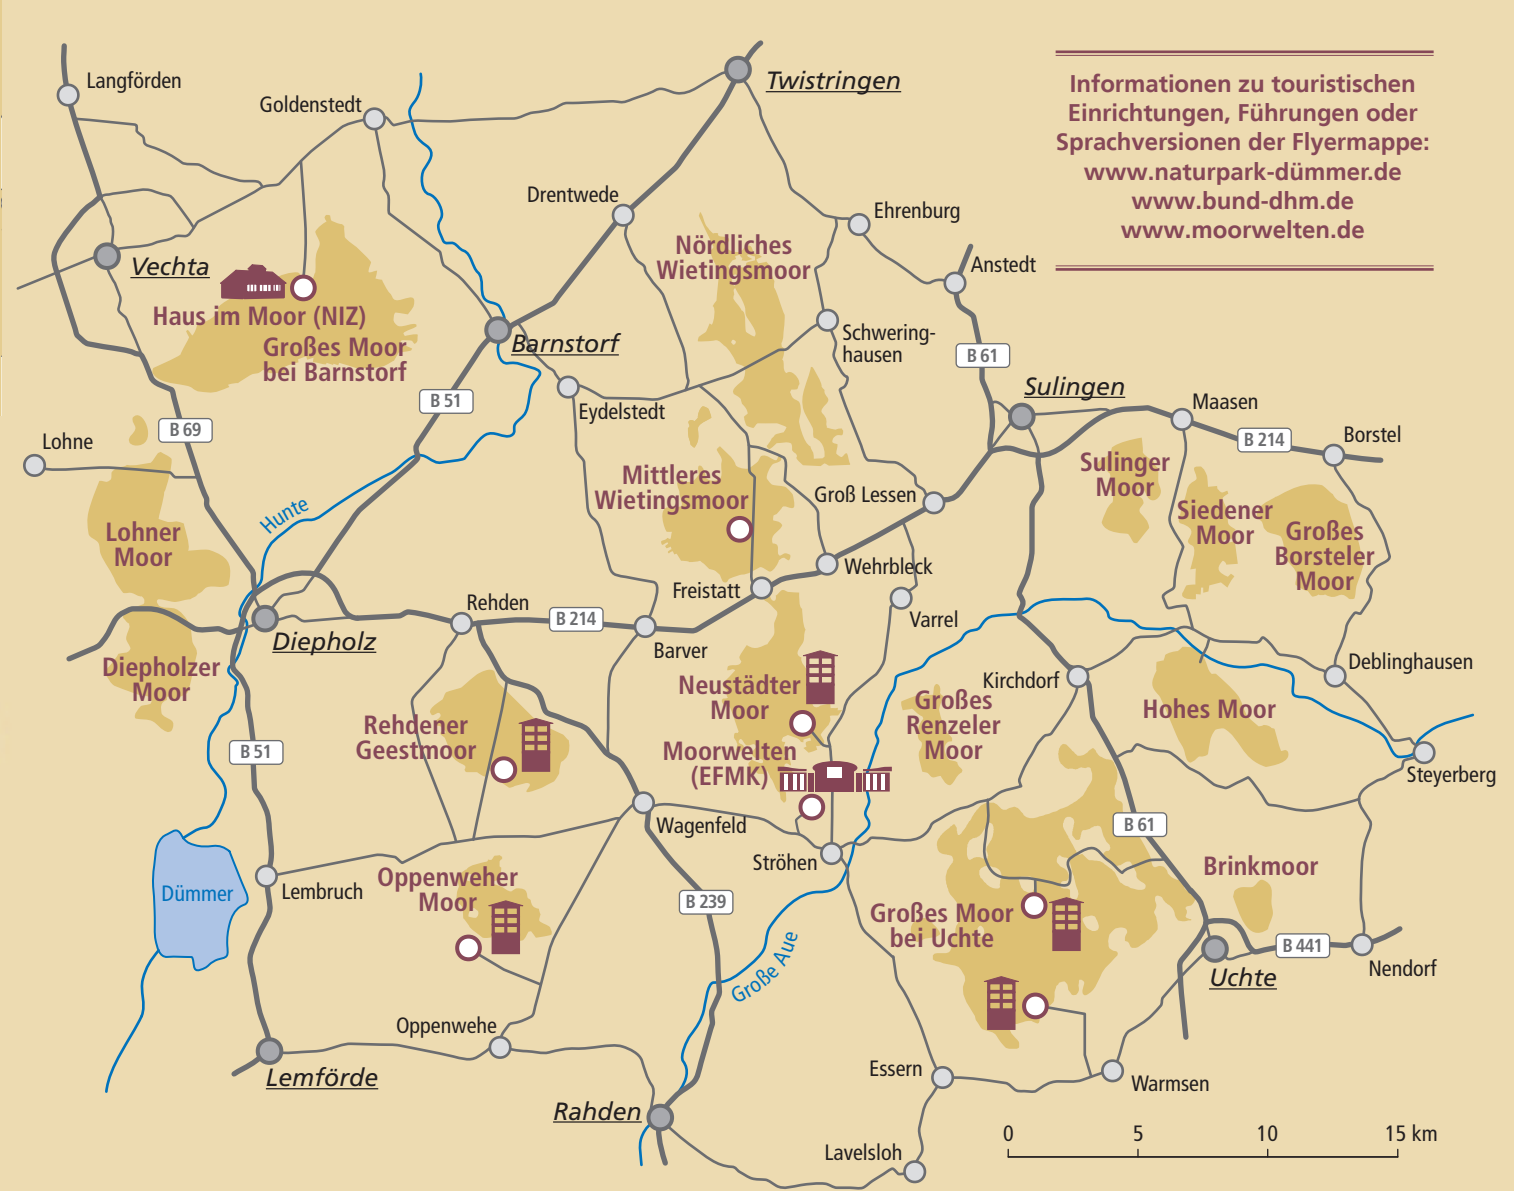 Langförden
Goldenstedt
Twistringen
Informationen zu touristischen
Einrichtungen, Führungen oder
Sprachversionen der Flyermappe:
www.naturpark-dümmer.de
www.bund-dhm.de
www.moorwelten.de
Drentwede
Ehrenburg
Vechta
Nördliches
Wietingsmoor
Anstedt
Haus im Moor (NIZ)
Großes Moor
bei Barnstorf
Barnstorf
Schwering-
hausen
B 61
B 51
Eydelstedt
Sulingen
Maasen
B 69
B 214
Borstel
Lohne
Mittleres
Wietingsmoor
Groß Lessen
Sulinger
Moor
Siedener
Moor
Großes
Borsteler
Moor
Hunte
Lohner
Moor
Wehrbleck
Freistatt
Rehden
B 214
Varrel
Diepholz
Barver
Diepholzer
Moor
Neustädter
Moor
Kirchdorf
Deblinghausen
Großes
Renzeler
Moor
Hohes Moor
Rehdener
Geestmoor
Moorwelten
(EFMK)
B 51
Steyerberg
Wagenfeld
B 61
Ströhen
Brinkmoor
Dümmer
Lembruch
Oppenweher
Moor
B 239
Großes Moor
bei Uchte
B 441
Große Aue
Uchte
Nendorf
Oppenwehe
Lemförde
Essern
Warmsen
Rahden
Lavelsloh
0 5 10 15 km